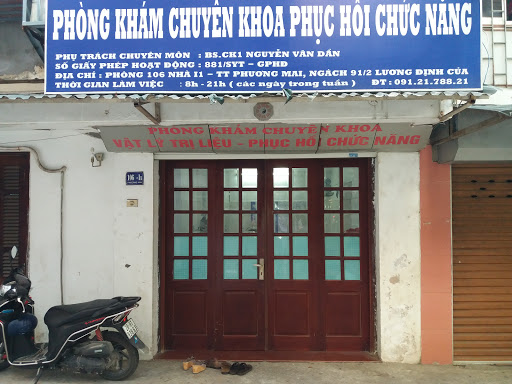 PHÒNG KHÁM CHUYÊN KHOA PHỤC HỒI CHỨC NĂNG
PHỤ TRÁCH CHUYÊN MÔN : BS.CK1 NGUYỄN VĂN DẦN
SỐ GIẤY PHÉP HOẠT ĐỘNG : 881/SYT - GPHĐ
ĐỊA CHỈ : PHÒNG 106 NHÀ I1 - TT PHƯƠNG MAI, NGÁCH 91/2 LƯƠNG ĐỊNH CỦA
THỜI GIAN LÀM VIỆC : 8h - 21h ( các ngày trong tuần ) ĐT : 091.21.788.21
PHÒNG KHÁM CHUYÊN KHOA
VẬT LÝ TRỊ LIỆU - PHỤC HỒI CHỨC NĂNG
106 - I1